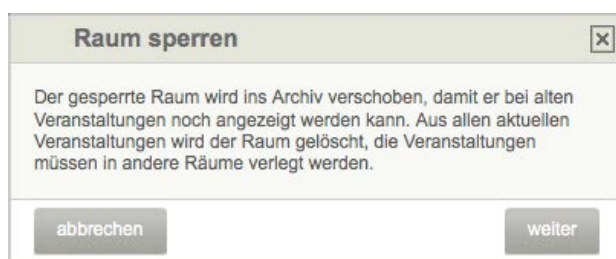 Raum sperren
Der gesperrte Raum wird ins Archiv verschoben, damit er bei alten
Veranstaltungen noch angezeigt werden kann. Aus allen aktuellen
Veranstaltungen wird der Raum gelöscht, die Veranstaltungen
müssen in andere Räume verlegt werden.
abbrechen
weiter